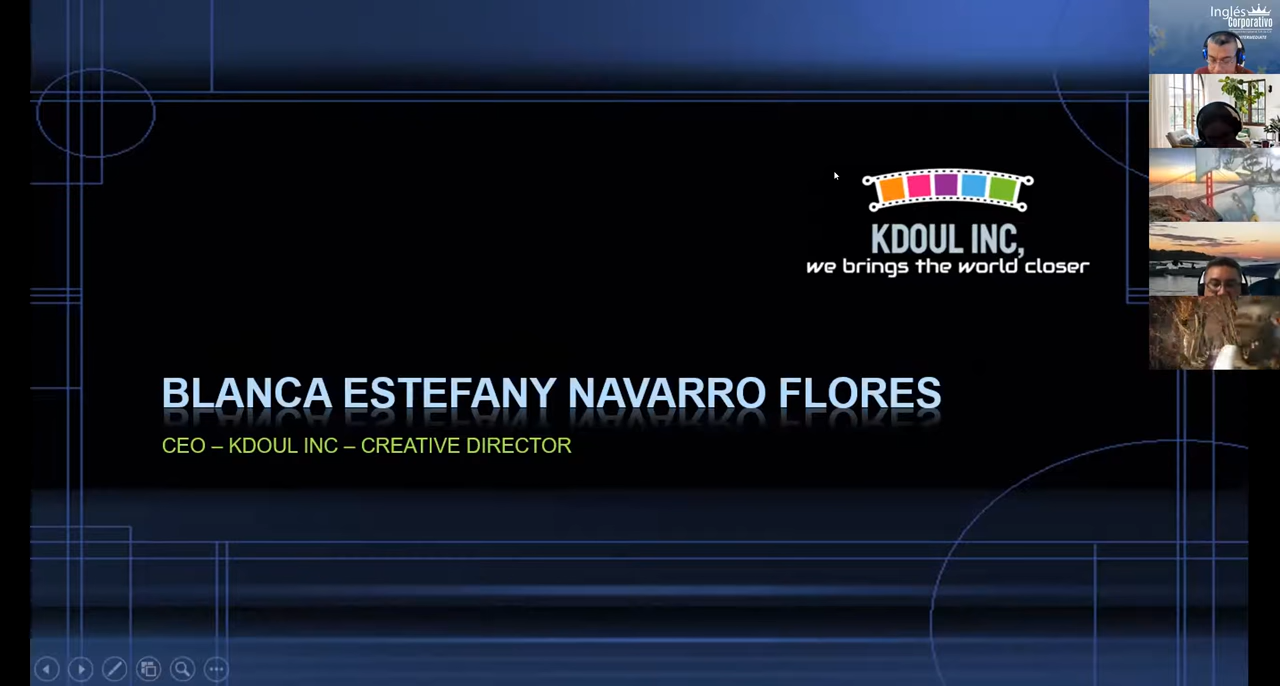 Inglés
Corporativo
KDOUL INC,
we brings the world closer
BLANCA ESTEFANY NAVARRO FLORES
CEO – KDOUL INC – CREATIVE DIRECTOR